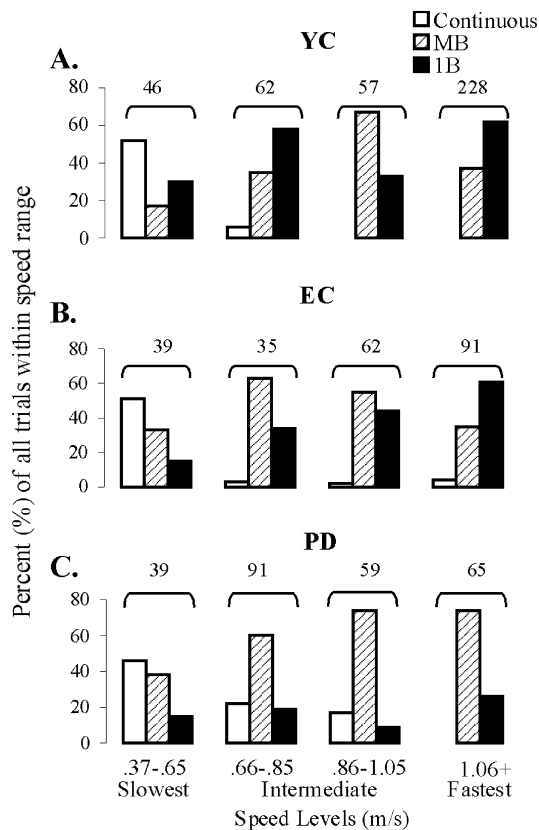 Continuous
YC
MB
A.
1B
46 62 57 228
80
60
40
20
0
EC
B.
39 35 62 91
80
60
40
20
0
PD
C.
39 91 59 65
80
60
40
20
0
.37-.65 .66-.85 .86-1.05 1.06+
Slowest Intermediate Fastest
Speed Levels (m/s)
Percent (%) of all trials within speed range